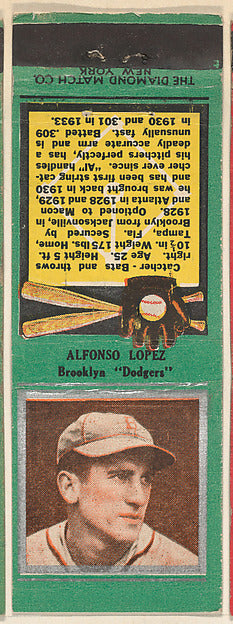 ALFONSO LOPEZ
Brooklyn "Dodgers"
B
Catcher - Bats and throws
right. Age 25. Height 5 ft
10½ in. Weight 175 lbs. Home,
Tampa, Fla. Secured by
Brooklyn from Jacksonville, in
1928. Optioned to Macon
and Atlanta in 1928 and 1929
he was brought back in 1930
and has been first string cat-
cher ever since. "Al" handles
his pitchers perfectly, has a
deadly accurate arm and is
unusually fast. Batted .309
in 1930 and .301 in 1933.
THE DIAMOND MATCH CO.
NEW YORK